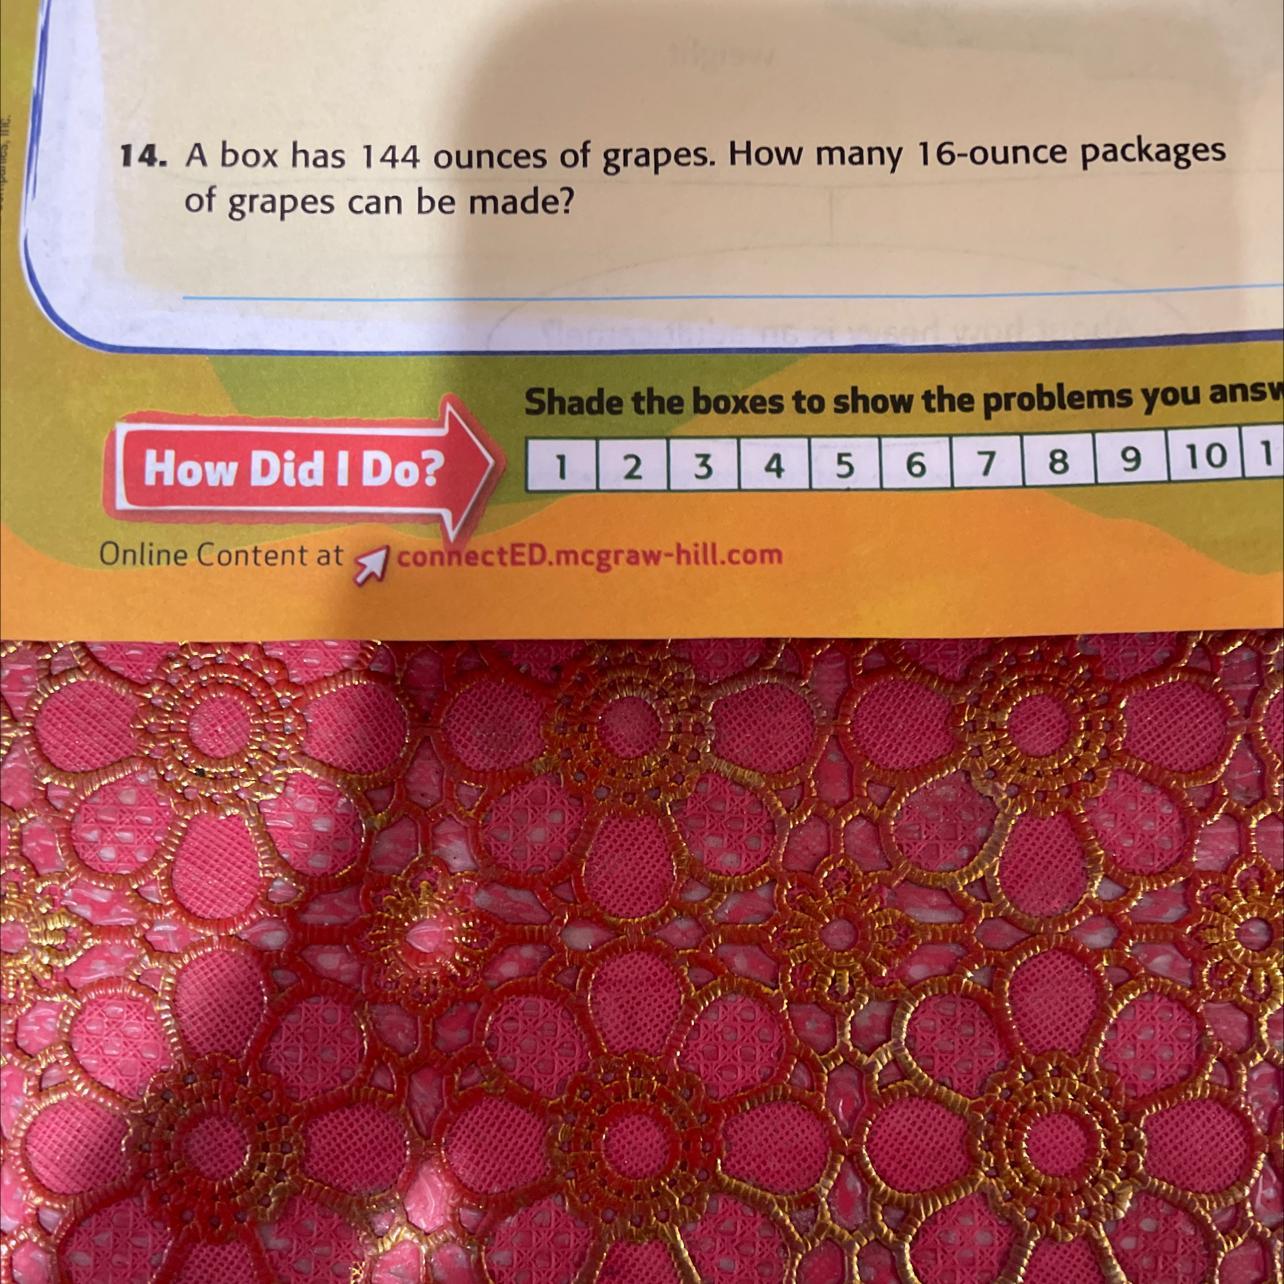 14. A box has 144 ounces of grapes. How many 16-ounce packages
of grapes can be made?
Shade the boxes to show the problems you answ
How Did I Do?
1 2 3 4 5 6 7 8 9 10 1
Online Content at connectED.mcgraw-hill.com